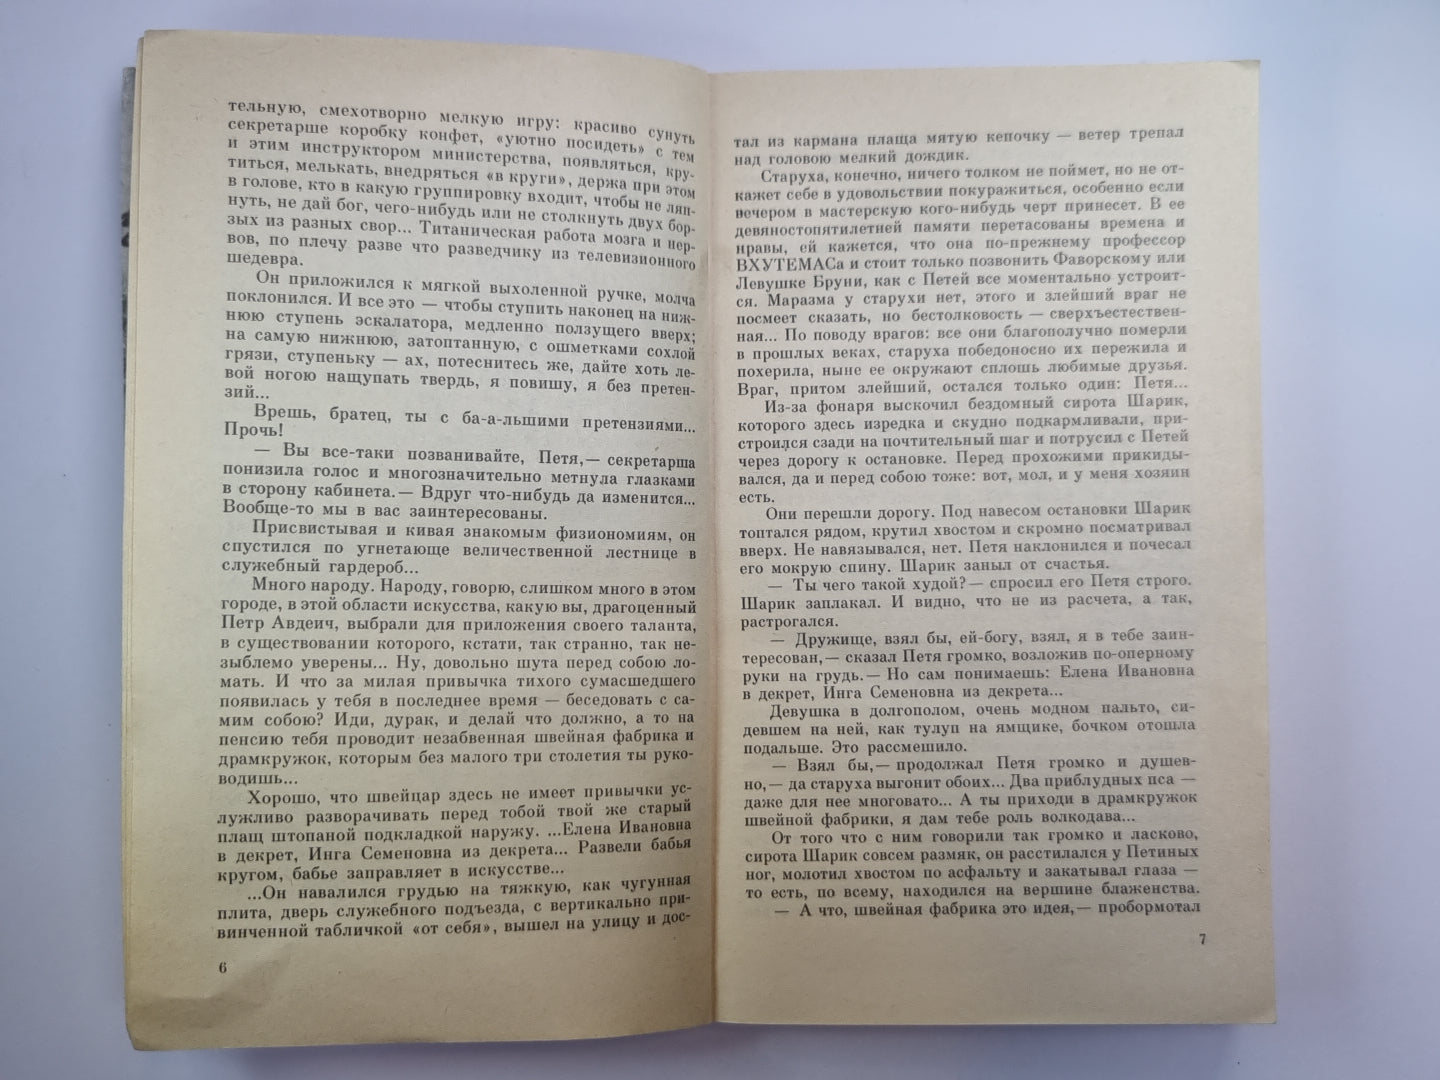 тельную, смехотворно мелкую игру: красиво сунуть
секретарше коробку конфет, «уютно посидеть» с тем
и этим инструктором министерства, появляться, кру-
титься, мелькать, внедряться «в круги», держа при этом
в голове, кто в какую группировку входит, чтобы не ляп-
нуть, не дай бог, чего-нибудь или не столкнуть двух бор-
зых из разных свор... Титаническая работа мозга и нер-
вов, по плечу разве что разведчику из телевизионного
шедевра.
Он приложился к мягкой выхоленной ручке, молча
поклонился. И все это — чтобы ступить наконец на ниж-
нюю ступень эскалатора, медленно ползущего вверх;
на самую нижнюю, затоптанную, с ошметками сохлой
грязи, ступеньку — ах, потеснитесь же, дайте хоть ле-
вой ногою нащупать твердь, я повишу, я без претен-
зий...
Врешь, братец, ты с ба-а-льшими претензиями...
Прочь!
— Вы все-таки позванивайте, Петя,— секретарша
понизила голос и многозначительно метнула глазками
в сторону кабинета.— Вдруг что-нибудь да изменится...
Вообще-то мы в вас заинтересованы.
Присвистывая и кивая знакомым физиономиям, он
спустился по угнетающе величественной лестнице в
служебный гардероб...
Много народу. Народу, говорю, слишком много в этом
городе, в этой области искусства, какую вы, драгоценный
Петр Авдеич, выбрали для приложения своего таланта,
в существовании которого, кстати, так странно, так не-
зыблемо уверены... Ну, довольно шута перед собою ло-
мать. И что за милая привычка тихого сумасшедшего
появилась у тебя в последнее время — беседовать с са-
мим собою? Иди, дурак, и делай что должно, а то на
пенсию тебя проводит незабвенная швейная фабрика и
драмкружок, которым без малого три столетия ты руко-
водишь...
Хорошо, что швейцар здесь не имеет привычки ус-
лужливо разворачивать перед тобой твой же старый
плащ штопаной подкладкой наружу. ...Елена Ивановна
в декрет, Инга Семеновна из декрета... Развели бабья
кругом, бабье заправляет в искусстве...
...Он навалился грудью на тяжкую, как чугунная
плита, дверь служебного подъезда, с вертикально при-
винченной табличкой «от себя», вышел на улицу и дос-
6
тал из кармана плаща мятую кепочку — ветер трепал
над головою мелкий дождик.
Старуха, конечно, ничего толком не поймет, но не от-
кажет себе в удовольствии покуражиться, особенно если
вечером в мастерскую кого-нибудь черт принесет. В ее
девяностопятилетней памяти перетасованы времена и
нравы, ей кажется, что она по-прежнему профессор
ВХУТЕМАСа и стоит только позвонить Фаворскому или
Левушке Бруни, как с Петей все моментально устроит-
ся. Маразма у старухи нет, этого и злейший враг не
посмеет сказать, но бестолковость — сверхъестествен-
ная... По поводу врагов: все они благополучно померли
в прошлых веках, старуха победоносно их пережила и
похерила, ныне ее окружают сплошь любимые друзья.
Враг, притом злейший, остался только один: Петя...
Из-за фонаря выскочил бездомный сирота Шарик,
которого здесь изредка и скудно подкармливали, при-
строился сзади на почтительный шаг и потрусил с Петей
через дорогу к остановке. Перед прохожими прикиды-
вался, да и перед собою тоже: вот, мол, и у меня хозяин
есть.
Они перешли дорогу. Под навесом остановки Шарик
топтался рядом, крутил хвостом и скромно посматривал
вверх. Не навязывался, нет. Петя наклонился и почесал
его мокрую спину. Шарик заныл от счастья.
— Ты чего такой худой?— спросил его Петя строго.
Шарик заплакал. И видно, что не из расчета, а так,
растрогался.
— Дружище, взял бы, ей-богу, взял, я в тебе заин-
тересован,— сказал Петя громко, возложив по-оперному
руки на грудь.— Но сам понимаешь: Елена Ивановна
в декрет, Инга Семеновна из декрета...
Девушка в долгополом, очень модном пальто, си-
девшем на ней, как тулуп на ямщике, бочком отошла
подальше. Это рассмешило.
— Взял бы,— продолжал Петя громко и душев-
но,— да старуха выгонит обоих... Два приблудных пса —
даже для нее многовато... А ты приходи в драмкружок
швейной фабрики, я дам тебе роль волкодава...
От того что с ним говорили так громко и ласково,
сирота Шарик совсем размяк, он расстилался у Петиных
ног, молотил хвостом по асфальту и закатывал глаза —
то есть, по всему, находился на вершине блаженства.
— А что, швейная фабрика это идея,— пробормотал
7